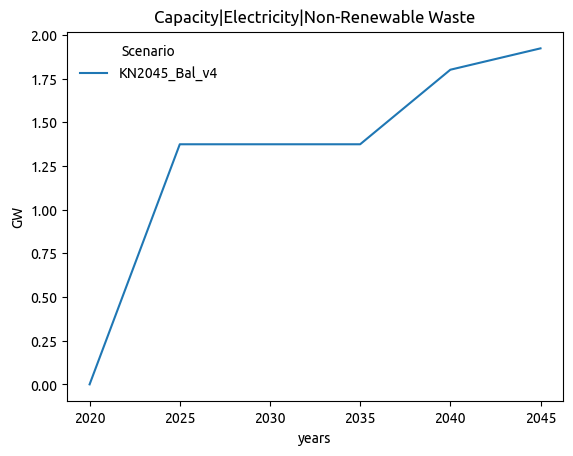 Capacity|Electricity|Non-Renewable Waste
2.00
1.75
1.50
1.25
1.00
0.75
0.50
0.25
0.00
GW
Scenario
KN2045_Bal_v4
2020 2025 2030 2035 2040 2045
years